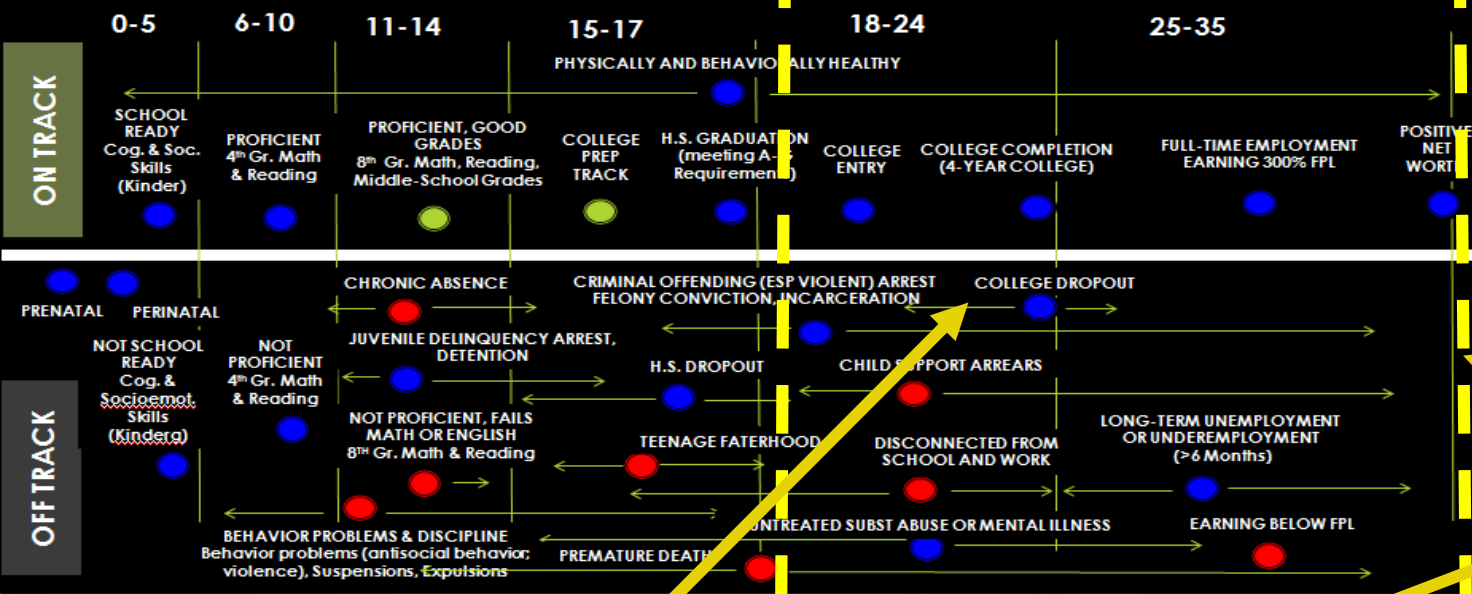 0-5
6-10
11-14
15-17
18-24
25-35
ON TRACK
PHYSICALLY AND BEHAVIORALLY HEALTHY
SCHOOL
READY
Cog. & Soc.
Skills
(Kinder)
PROFICIENT
4th Gr. Math
& Reading
PROFICIENT, GOOD
GRADES
8th Gr. Math, Reading,
Middle-School Grades
COLLEGE
PREP
TRACK
H.S. GRADUATION
(meeting A-G
Requirements)
COLLEGE
ENTRY
COLLEGE COMPLETION
(4-YEAR COLLEGE)
FULL-TIME EMPLOYMENT
EARNING 300% FPL
POSITIVE
NET
WORTH
OFF TRACK
PRENATAL
PERINATAL
NOT SCHOOL
READY
Cog. &
Socioemot.
Skills
(Kinderg)
NOT
PROFICIENT
4th Gr. Math
& Reading
CHRONIC ABSENCE
JUVENILE DELINQUENCY ARREST,
DETENTION
NOT PROFICIENT, FAILS
MATH OR ENGLISH
8TH Gr. Math & Reading
BEHAVIOR PROBLEMS & DISCIPLINE
Behavior problems (antisocial behavior;
violence), Suspensions, Expulsions
CRIMINAL OFFENDING (ESP VIOLENT) ARREST
FELONY CONVICTION, INCARCERATION
H.S. DROPOUT
TEENAGE FATERHOOD
PREMATURE DEATH
COLLEGE DROPOUT
CHILD SUPPORT ARREARS
DISCONNECTED FROM
SCHOOL AND WORK
UNTREATED SUBST ABUSE OR MENTAL ILLNESS
LONG-TERM UNEMPLOYMENT
OR UNDEREMPLOYMENT
(>6 Months)
EARNING BELOW FPL